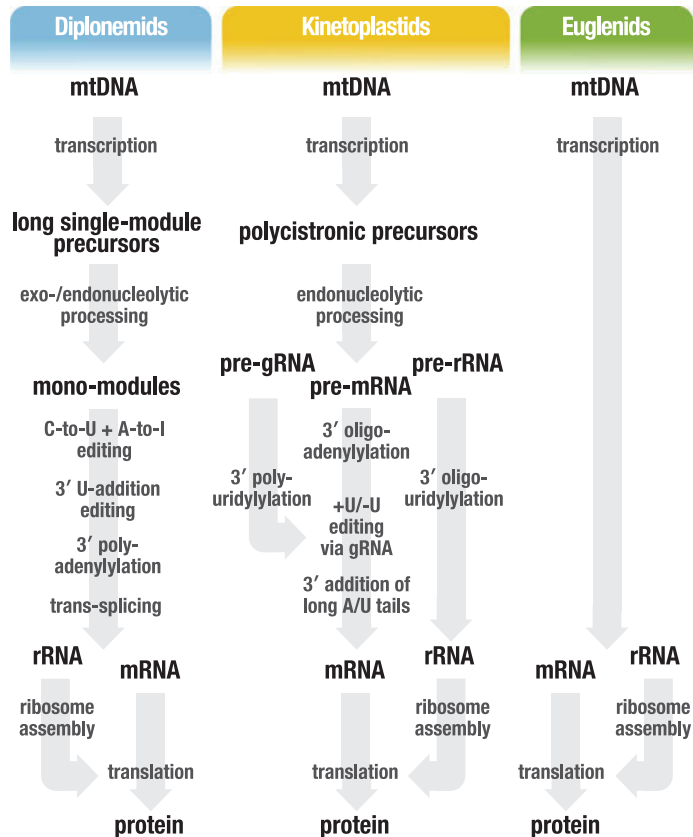 Diplonemids
mtDNA
transcription
long single-module
precursors
exo-/endonucleolytic
processing
mono-modules
C-to-U + A-to-I
editing
3′ U-addition
editing
3′ poly-
adenylylation
trans-splicing
rRNA
mRNA
ribosome
assembly
translation
protein
Kinetoplastids
mtDNA
transcription
polycistronic precursors
endonucleolytic
processing
pre-gRNA
pre-mRNA
pre-rRNA
3′ oligo-
adenylylation
3′ poly-
uridylylation
3′ oligo-
uridylylation
+U/-U
editing
via gRNA
3′ addition of
long A/U tails
mRNA
rRNA
ribosome
assembly
translation
protein
Euglenids
mtDNA
transcription
mRNA
rRNA
ribosome
assembly
translation
protein